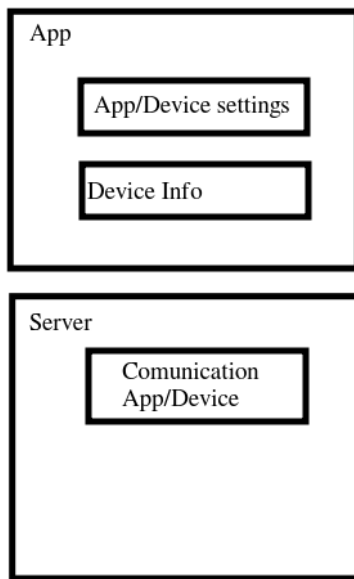 App
App/Device settings
Device Info
Server
Comunication
App/Device